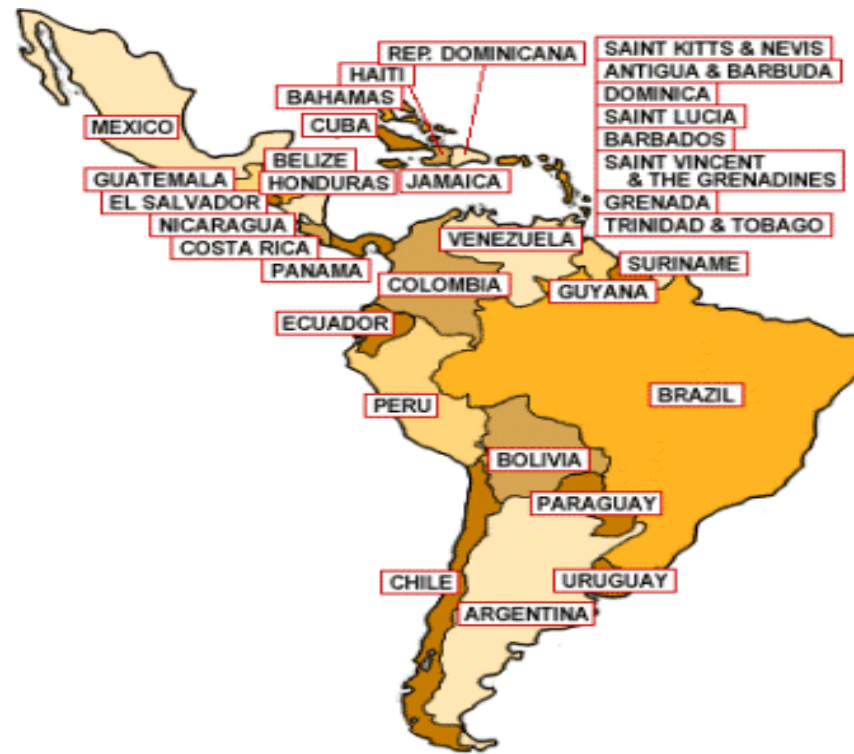 REP. DOMINICANA
HAITI
BAHAMAS
CUBA
MEXICO
BELIZE
GUATEMALA
HONDURAS
JAMAICA
EL SALVADOR
NICARAGUA
COSTA RICA
PANAMA
SAINT KITTS & NEVIS
ANTIGUA & BARBUDA
DOMINICA
SAINT LUCIA
BARBADOS
SAINT VINCENT
& THE GRENADINES
GRENADA
TRINIDAD & TOBAGO
VENEZUELA
SURINAME
COLOMBIA
GUYANA
ECUADOR
BRAZIL
PERU
BOLIVIA
PARAGUAY
CHILE
URUGUAY
ARGENTINA